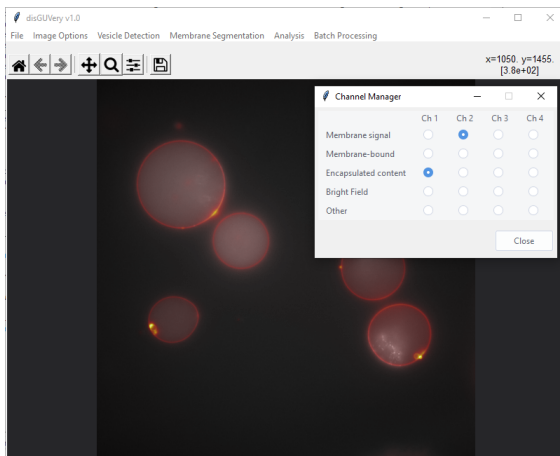 disGUVery v1.0
File Image Options Vesicle Detection Membrane Segmentation Analysis Batch Processing
x=1050. y=1455.
[3.8e+02]
Channel Manager
Ch 1 Ch 2 Ch 3 Ch 4
Membrane signal
Membrane-bound
Encapsulated content
Bright Field
Other
Close